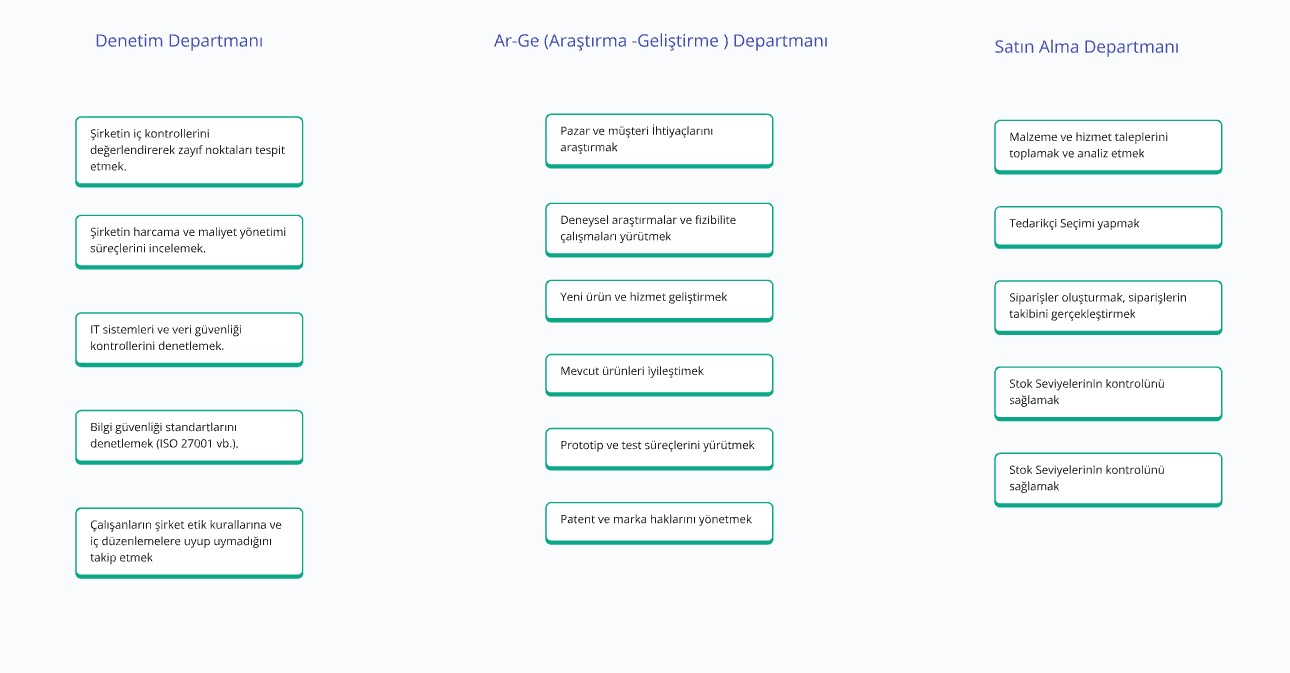 Denetim Departmanı
Şirketin iç kontrollerini
değerlendirerek zayıf noktaları tespit
etmek.
Şirketin harcama ve maliyet yönetimi
süreçlerini incelemek.
IT sistemleri ve veri güvenliği
kontrollerini denetlemek.
Bilgi güvenliği standartlarını
denetlemek (ISO 27001 vb.).
Çalışanların şirket etik kurallarına ve
iç düzenlemelere uyup uymadığını
takip etmek
Ar-Ge (Araştırma -Geliştirme ) Departmanı
Pazar ve müşteri İhtiyaçlarını
araştırmak
Deneysel araştırmalar ve fizibilite
çalışmaları yürütmek
Yeni ürün ve hizmet geliştirmek
Mevcut ürünleri iyileştimek
Prototip ve test süreçlerini yürütmek
Patent ve marka haklarını yönetmek
Satın Alma Departmanı
Malzeme ve hizmet taleplerini
toplamak ve analiz etmek
Tedarikçi Seçimi yapmak
Siparişler oluşturmak, siparişlerin
takibini gerçekleştirmek
Stok Seviyelerinin kontrolünü
sağlamak
Stok Seviyelerinin kontrolünü
sağlamak